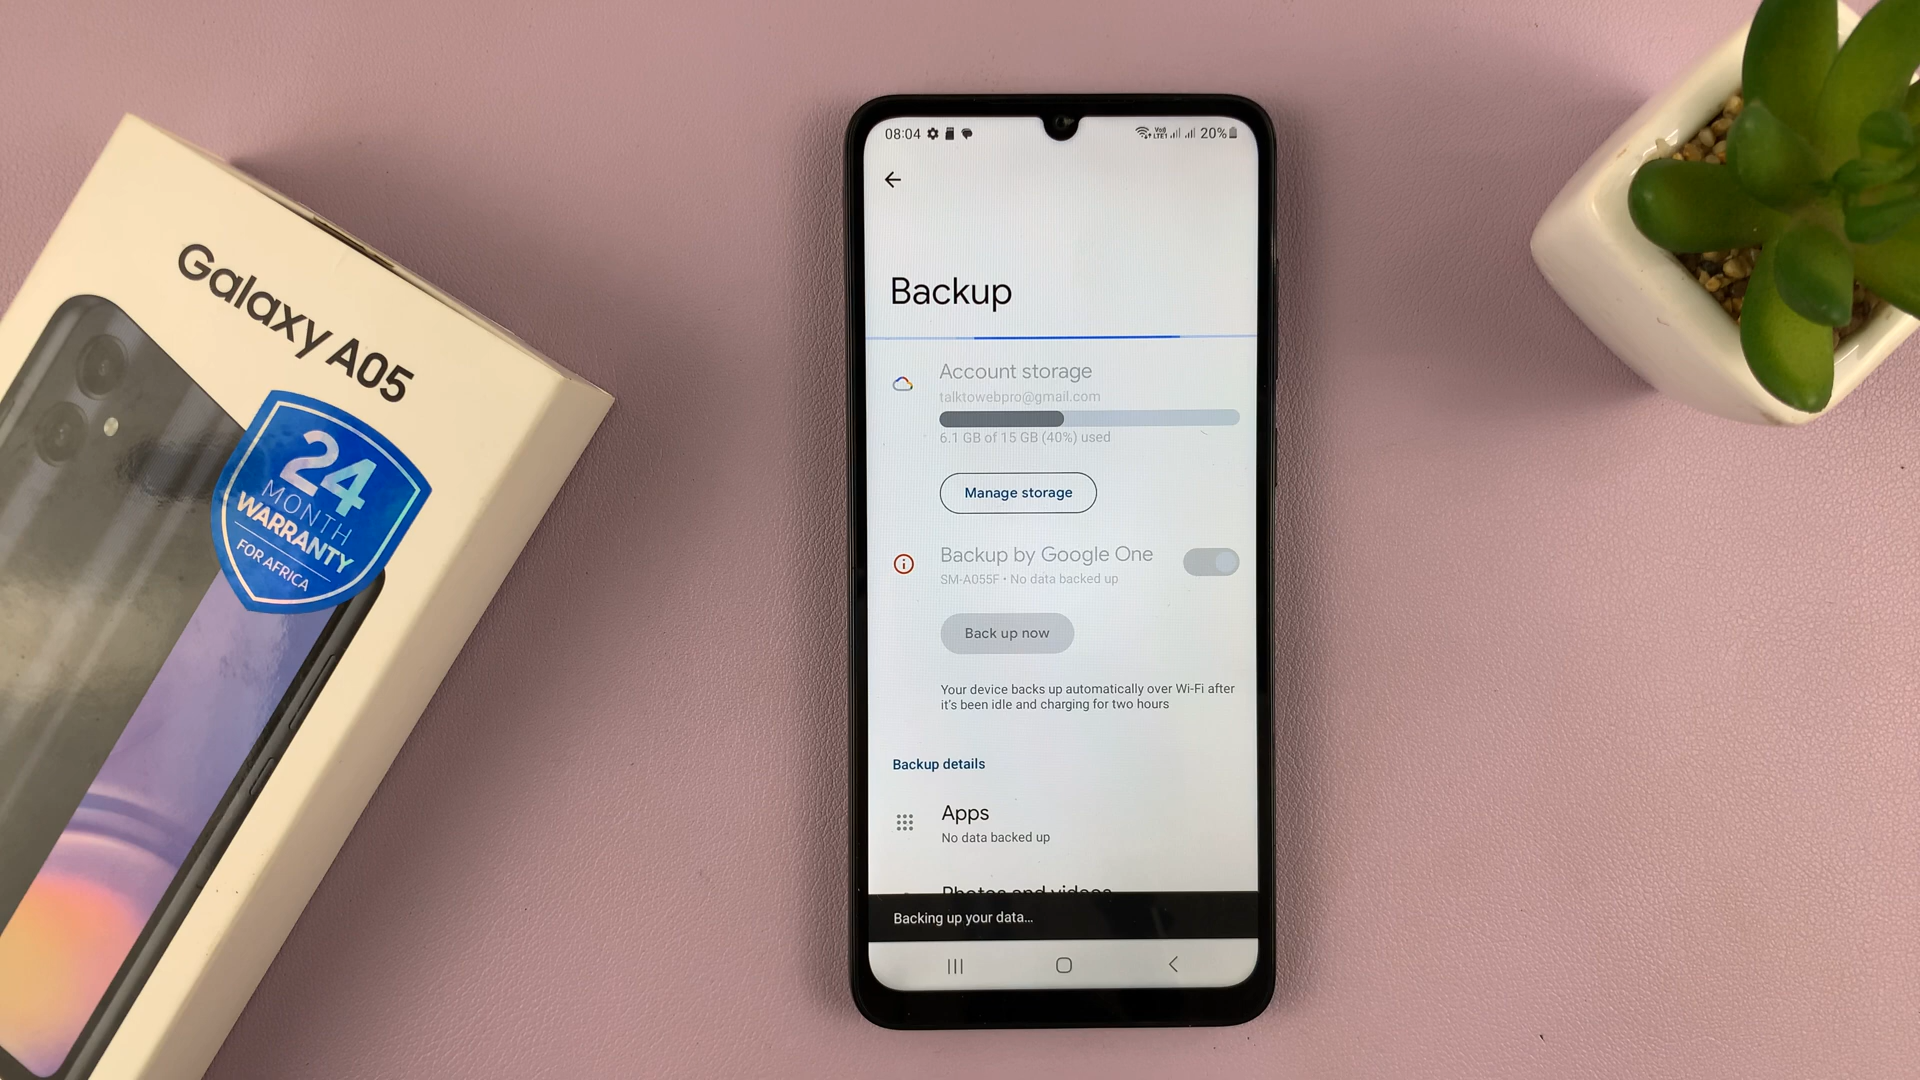 Galaxy A05
24
MONTH
WARRANTY
FOR AFRICA
08:04
20%
Backup
Account storage
talktowebpro@gmail.com
6.1 GB of 15 GB (40%) used
Manage storage
Backup by Google One
SM-A055F • No data backed up
Back up now
Your device backs up automatically over Wi-Fi after
it's been idle and charging for two hours
Backup details
Apps
No data backed up
Photos and videos
Backing up your data…